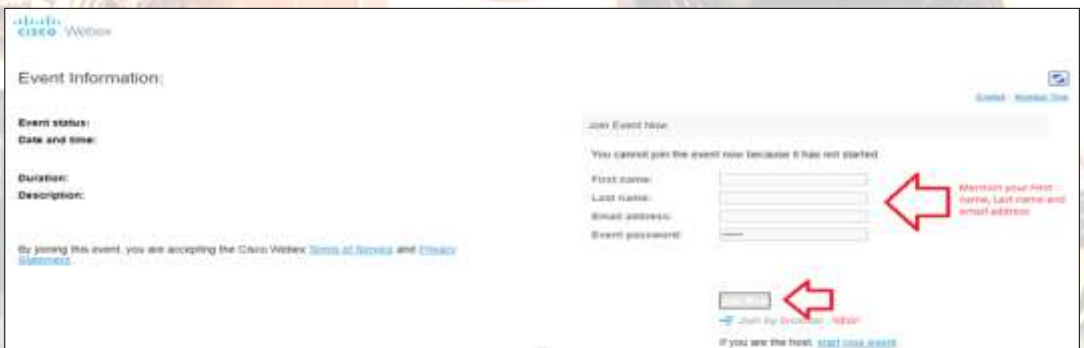 CISCO Webex
Event Information:
English : Mumbai Time
Event status:
Date and time:
Duration:
Description:
By joining this event, you are accepting the Cisco Webex Terms of Service and Privacy Statement.
Join Event Now
You cannot join the event now because it has not started
First name:
Last name:
Email address:
Event password:
Mention your First
name, Last name and
email address
Join by browser NEW!
If you are the host, start your event